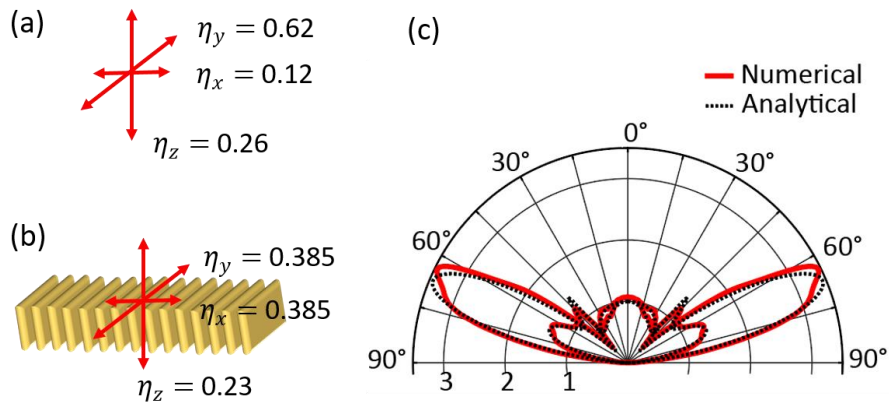 (a)
η_y = 0.62
η_x = 0.12
η_z = 0.26
(b)
η_y = 0.385
η_x = 0.385
η_z = 0.23
(c)
Numerical
Analytical
0°
30° 30°
60° 60°
90° 90°
3 2 1